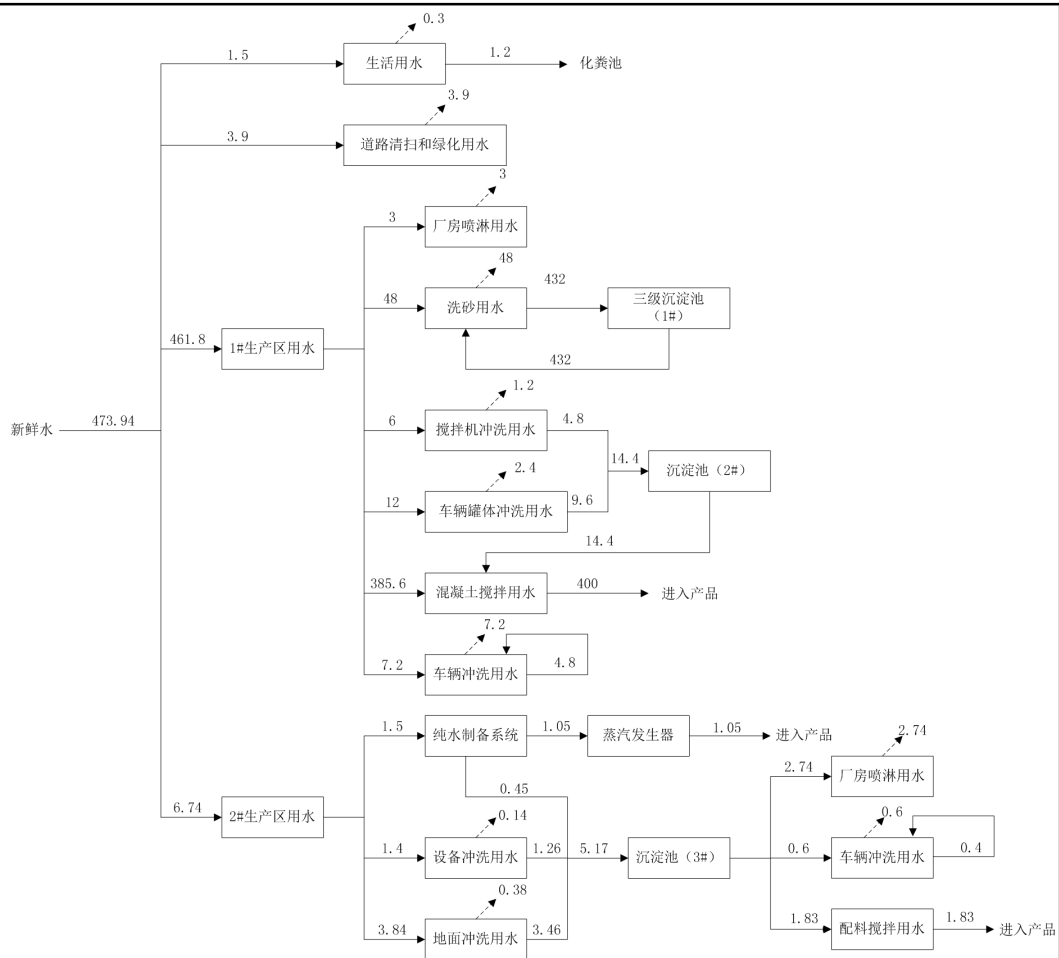 0.3
1.5
生活用水
1.2
化粪池
3.9
3.9
道路清扫和绿化用水
3
3
厂房喷淋用水
48
432
48
洗砂用水
三级沉淀池
（1#）
461.8
1#生产区用水
432
1.2
新鲜水
473.94
6
搅拌机冲洗用水
4.8
14.4
沉淀池（2#）
2.4
12
车辆罐体冲洗用水
9.6
14.4
385.6
混凝土搅拌用水
400
进入产品
7.2
7.2
车辆冲洗用水
4.8
1.5
纯水制备系统
1.05
蒸汽发生器
1.05
进入产品
2.74
2.74
厂房喷淋用水
0.45
6.74
2#生产区用水
0.14
0.6
1.4
设备冲洗用水
1.26
5.17
沉淀池（3#）
0.6
车辆冲洗用水
0.4
0.38
3.84
地面冲洗用水
3.46
1.83
配料搅拌用水
1.83
进入产品